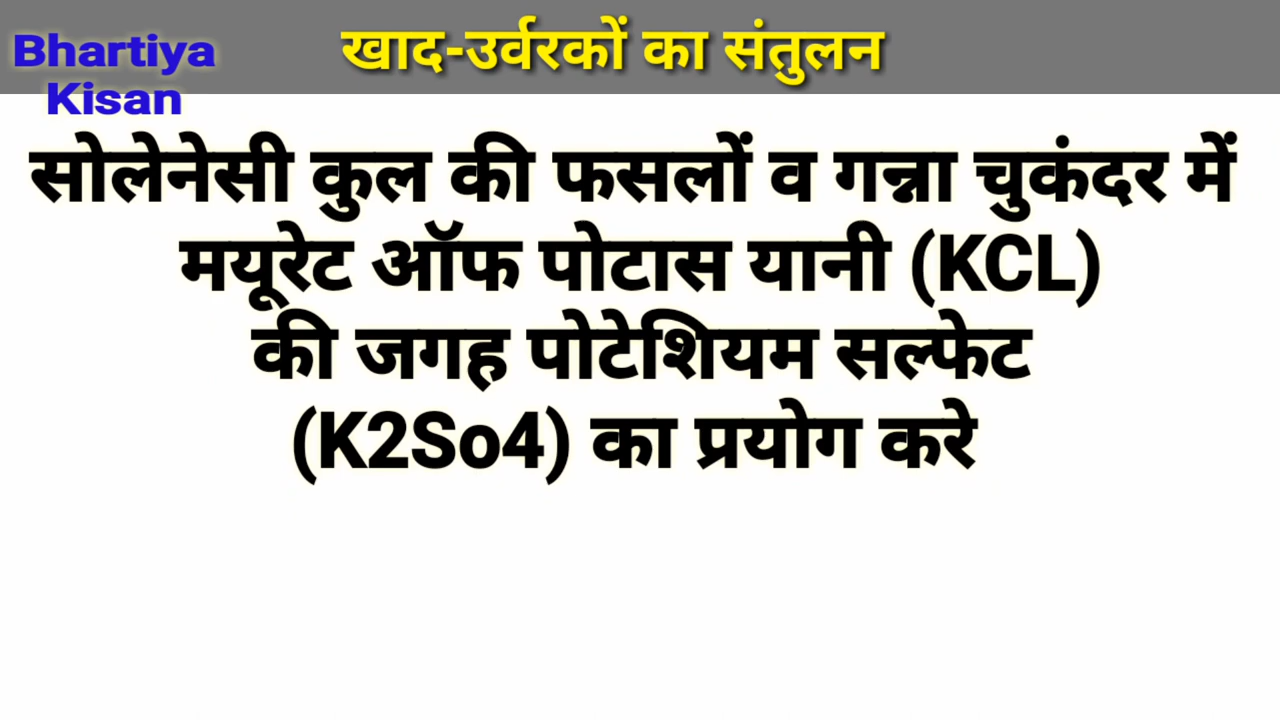 Bhartiya
Kisan
खाद-उर्वरकों का संतुलन
सोलेनेसी कुल की फसलों व गन्ना चुकंदर में
मयूरेट ऑफ पोटास यानी (KCL)
की जगह पोटेशियम सल्फेट
(K2So4) का प्रयोग करे